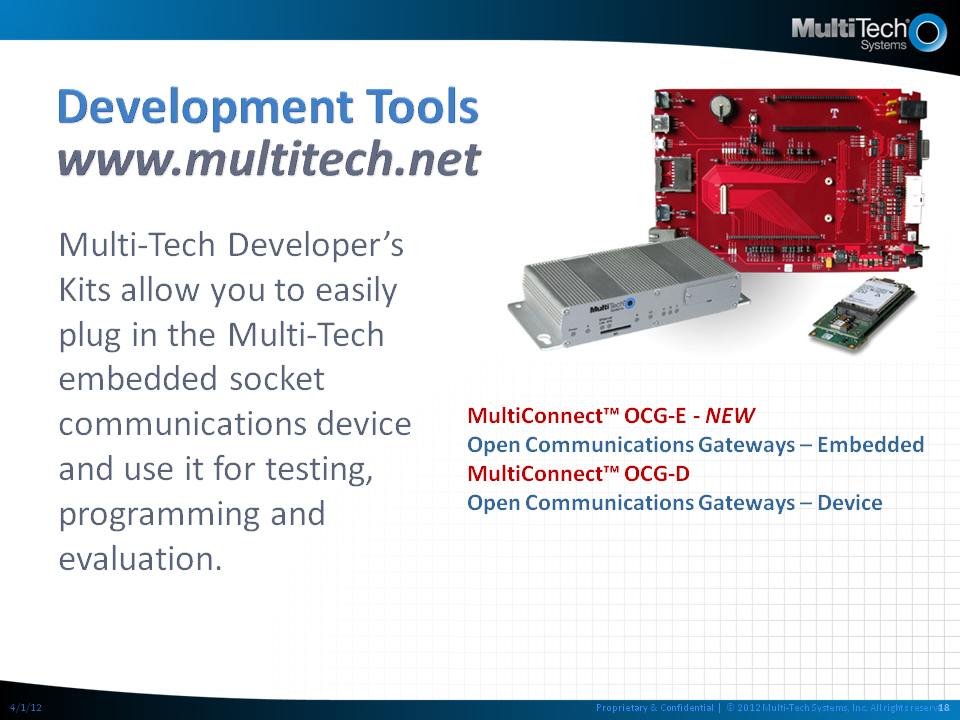 MultiTech
Systems
Development Tools
www.multitech.net
Multi-Tech Developer’s
Kits allow you to easily
plug in the Multi-Tech
embedded socket
communications device
and use it for testing,
programming and
evaluation.
MultiTech
Systems
MultiConnect™ OCG-E - NEW
Open Communications Gateways – Embedded
MultiConnect™ OCG-D
Open Communications Gateways – Device
4/1/12
Proprietary & Confidential | © 2012 Multi-Tech Systems, Inc. All rights reserv
18